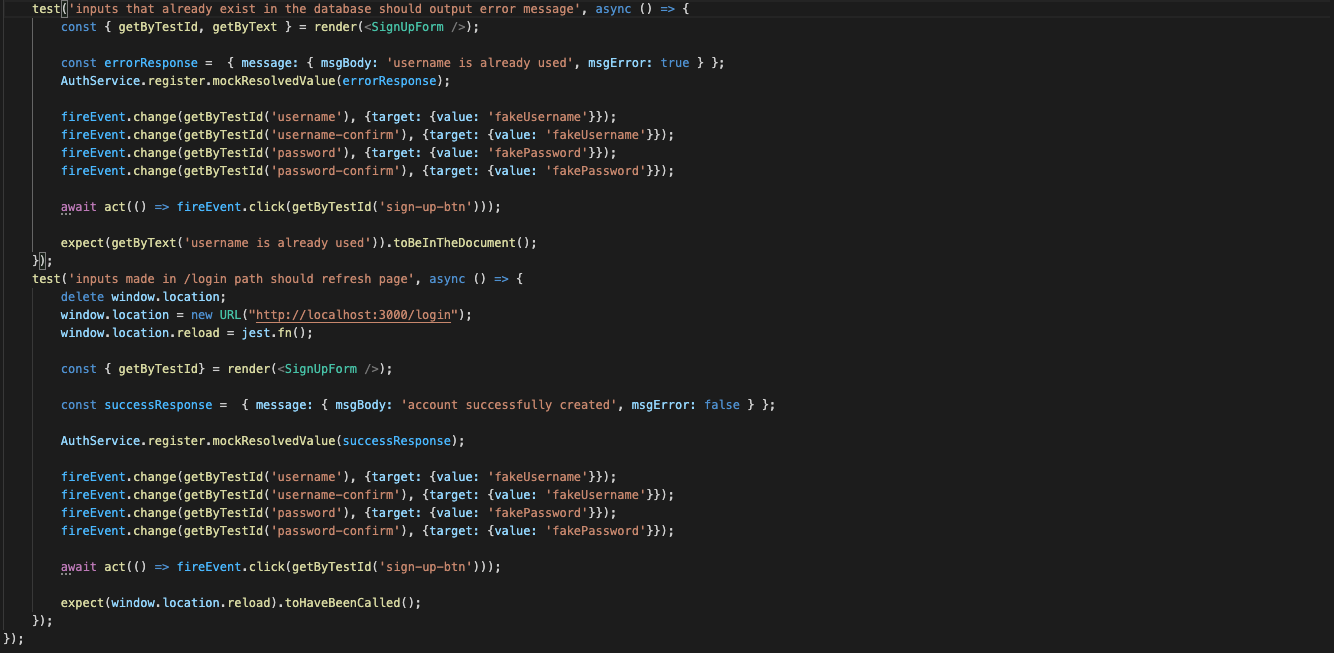 test('inputs that already exist in the database should output error message', async () => {
const { getByTestId, getByText } = render(<SignUpForm />);
const errorResponse =  { message: { msgBody: 'username is already used', msgError: true } };
AuthService.register.mockResolvedValue(errorResponse);
fireEvent.change(getByTestId('username'), {target: {value: 'fakeUsername'}});
fireEvent.change(getByTestId('username-confirm'), {target: {value: 'fakeUsername'}});
fireEvent.change(getByTestId('password'), {target: {value: 'fakePassword'}});
fireEvent.change(getByTestId('password-confirm'), {target: {value: 'fakePassword'}});
await act(() => fireEvent.click(getByTestId('sign-up-btn')));
expect(getByText('username is already used')).toBeInTheDocument();
});
test('inputs made in /login path should refresh page', async () => {
delete window.location;
window.location = new URL("http://localhost:3000/login");
window.location.reload = jest.fn();
const { getByTestId} = render(<SignUpForm />);
const successResponse =  { message: { msgBody: 'account successfully created', msgError: false } };
AuthService.register.mockResolvedValue(successResponse);
fireEvent.change(getByTestId('username'), {target: {value: 'fakeUsername'}});
fireEvent.change(getByTestId('username-confirm'), {target: {value: 'fakeUsername'}});
fireEvent.change(getByTestId('password'), {target: {value: 'fakePassword'}});
fireEvent.change(getByTestId('password-confirm'), {target: {value: 'fakePassword'}});
await act(() => fireEvent.click(getByTestId('sign-up-btn')));
expect(window.location.reload).toHaveBeenCalled();
});
});